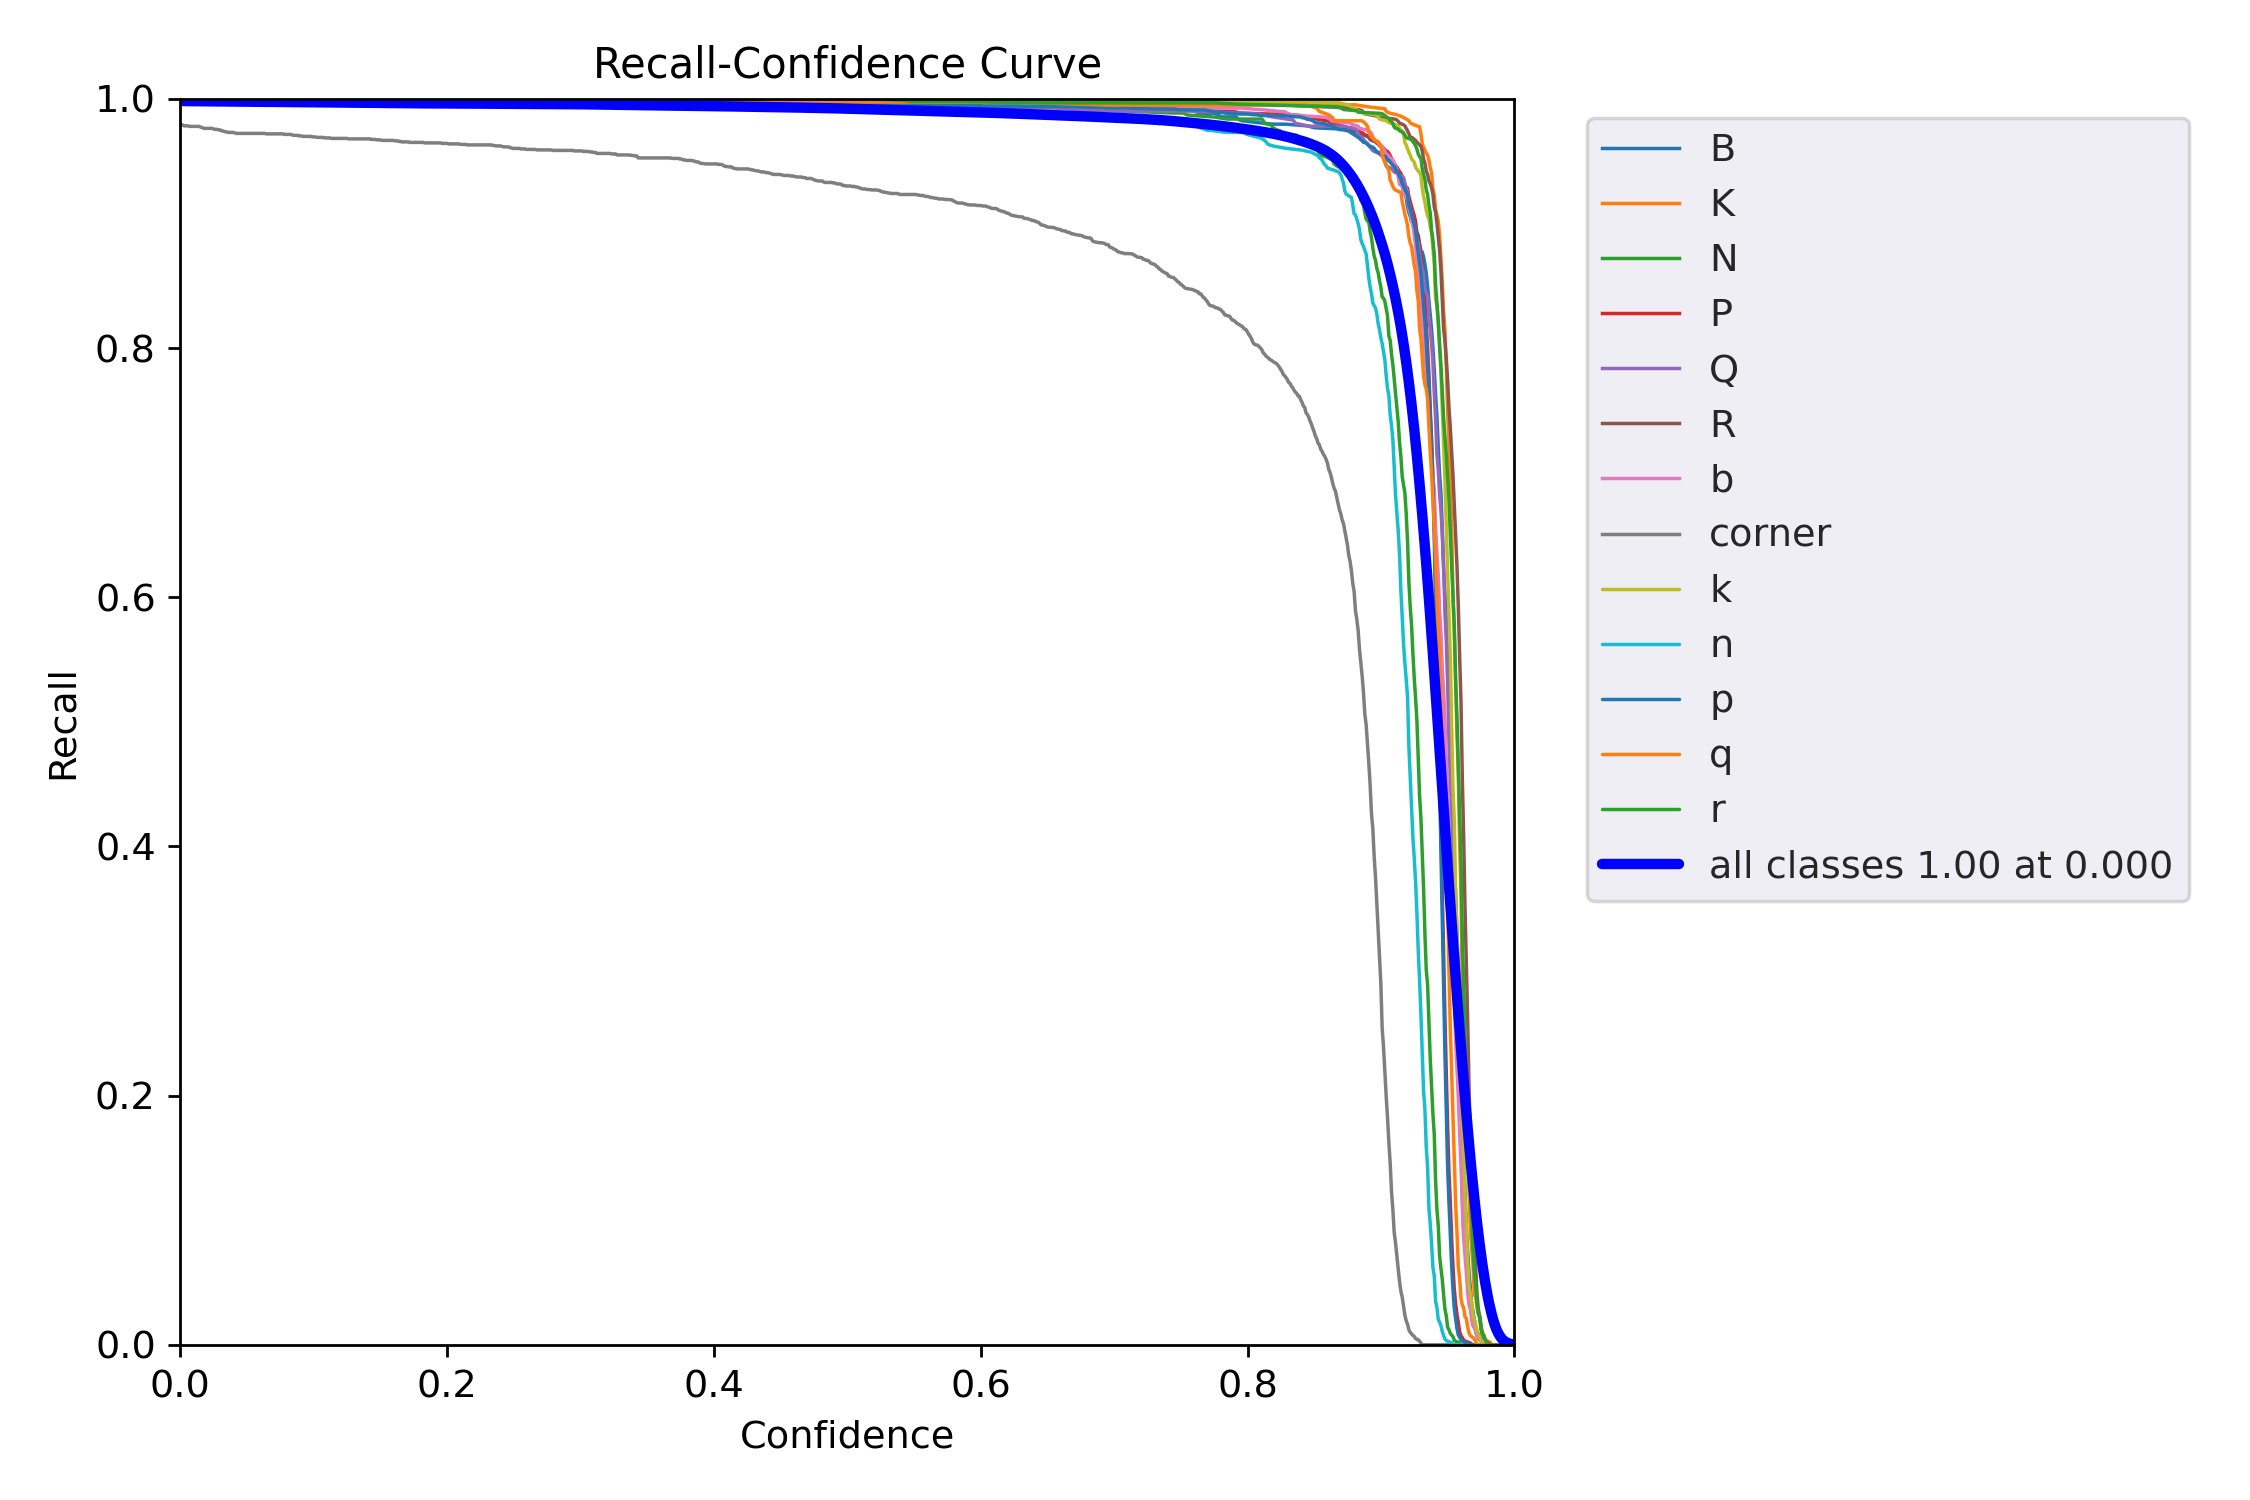 Recall-Confidence Curve
1.0
0.8
0.6
0.4
0.2
0.0
Recall
0.0 0.2 0.4 0.6 0.8 1.0
Confidence
B
K
N
P
Q
R
b
corner
k
n
p
q
r
all classes 1.00 at 0.000